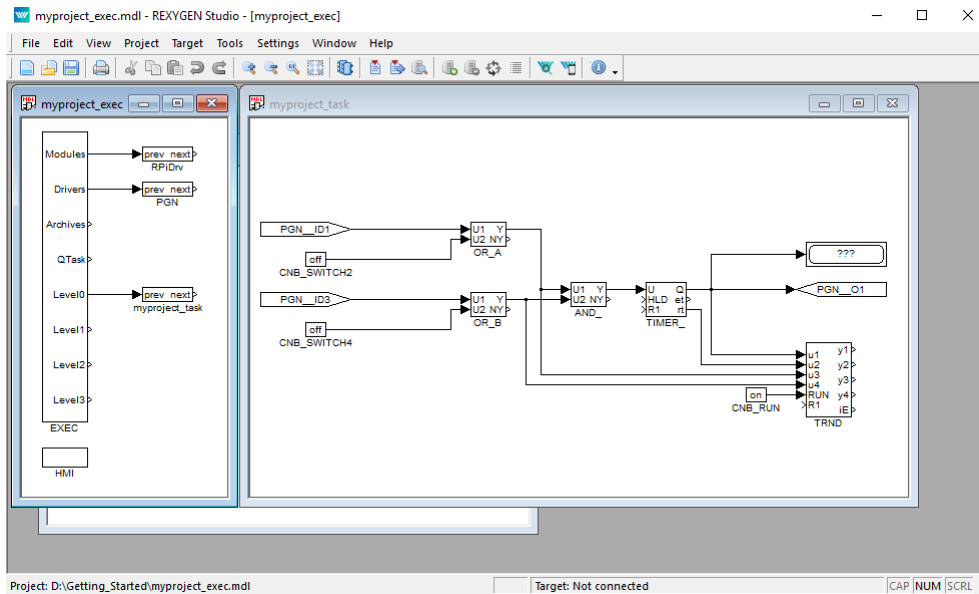 myproject_exec.mdl - REXYGEN Studio - [myproject_exec]
File Edit View Project Target Tools Settings Window Help
myproject_exec
Modules
prev next
RPiDrv
Drivers
prev next
PGN
Archives
QTask
Level0
prev next
myproject_task
Level1
Level2
Level3
EXEC
HMI
myproject_task
PGN__ID1
U1 Y
U2 NY
OR_A
off
CNB_SWITCH2
PGN__ID3
U1 Y
U2 NY
OR_B
off
CNB_SWITCH4
U1 Y
U2 NY
AND_
U Q
HLD et
R1 rt
TIMER_
???
PGN__O1
u1 y1
u2 y2
u3 y3
u4 y4
RUN iE
R1
TRND
on
CNB_RUN
Project: D:\Getting_Started\myproject_exec.mdl
Target: Not connected
CAP NUM SCRL